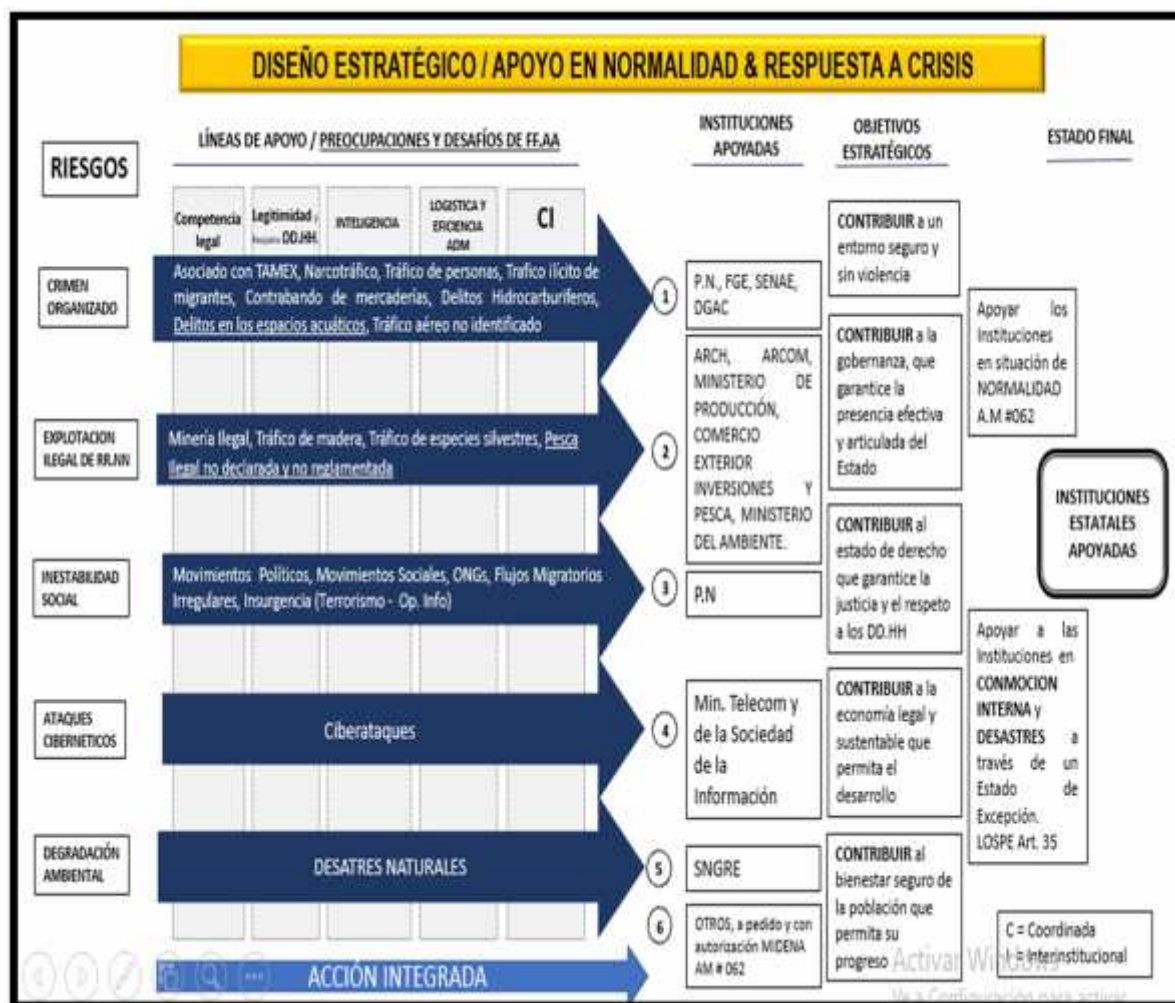 DISEÑO ESTRATÉGICO / APOYO EN NORMALIDAD & RESPUESTA A CRISIS
RIESGOS
LÍNEAS DE APOYO / PREOCUPACIONES Y DESAFÍOS DE FF.AA
INSTITUCIONES
APOYADAS
OBJETIVOS
ESTRATÉGICOS
ESTADO FINAL
Competencia
legal
Legitimidad
DD.HH.
INTELIGENCIA
LOGISTICA Y
EFICIENCIA
ADM
CI
CRIMEN
ORGANIZADO
Asociado con TAMEX, Narcotráfico, Tráfico de personas, Trafico ilícito de
migrantes, Contrabando de mercaderías, Delitos Hidrocarburíferos,
Delitos en los espacios acuáticos, Tráfico aéreo no identificado
1
P.N., FGE, SENAE,
DGAC
EXPLOTACION
ILEGAL DE RR.NN
Minería Ilegal, Tráfico de madera, Tráfico de especies silvestres, Pesca
Ilegal no declarada y no reglamentada
2
ARCH, ARCOM,
MINISTERIO DE
PRODUCCIÓN,
COMERCIO
EXTERIOR
INVERSIONES Y
PESCA, MINISTERIO
DEL AMBIENTE.
INESTABILIDAD
SOCIAL
Movimientos Políticos, Movimientos Sociales, ONGs, Flujos Migratorios
Irregulares, Insurgencia (Terrorismo - Op. Info)
3
P.N
ATAQUES
CIBERNETICOS
Ciberataques
4
Min. Telecom y
de la Sociedad
de la
Información
DEGRADACIÓN
AMBIENTAL
DESATRES NATURALES
5
SNGRE
6
OTROS, a pedido y con
autorización MIDENA
AM # 062
ACCIÓN INTEGRADA
CONTRIBUIR a un
entorno seguro y
sin violencia
CONTRIBUIR a la
gobernanza, que
garantice la
presencia efectiva
y articulada del
Estado
CONTRIBUIR al
estado de derecho
que garantice la
justicia y el respeto
a los DD.HH
CONTRIBUIR a la
economía legal y
sustentable que
permita el
desarrollo
CONTRIBUIR al
bienestar seguro de
la población que
permita su
progreso
Apoyar los
Instituciones
en situación de
NORMALIDAD
A.M #062
INSTITUCIONES
ESTATALES
APOYADAS
Apoyar a las
Instituciones en
CONMOCION
INTERNA y
DESASTRES a
través de un
Estado de
Excepción.
LOSPE Art. 35
C = Coordinada
I = Interinstitucional
Activar Windows